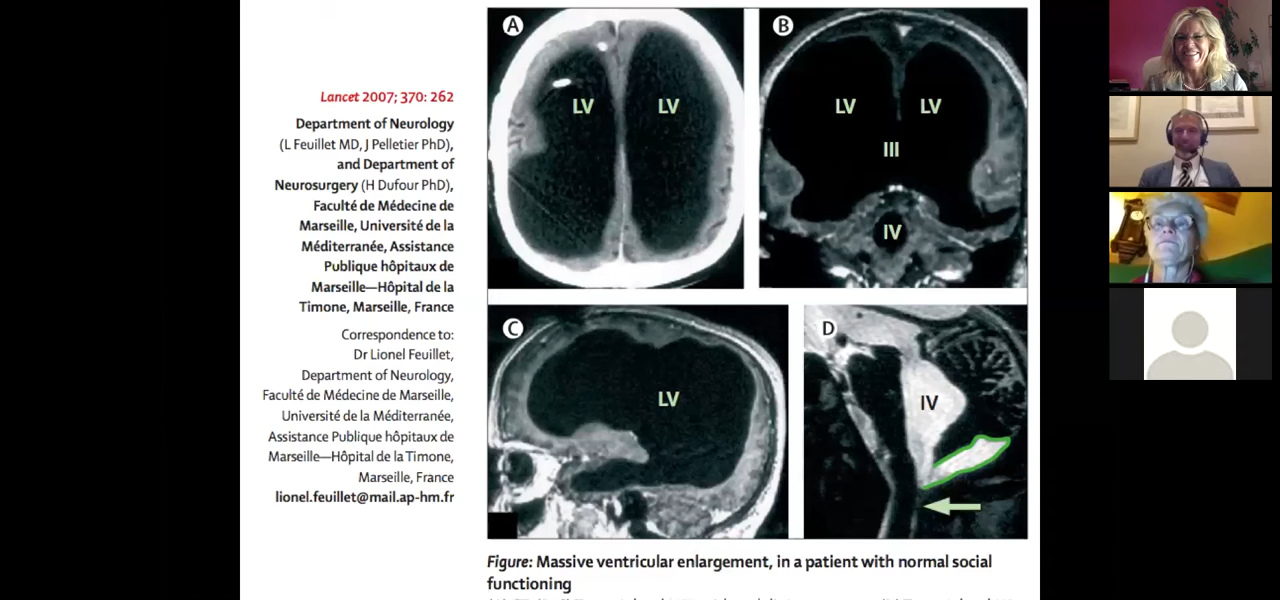 Lancet 2007; 370: 262
Department of Neurology
(L Feuillet MD, J Pelletier PhD),
and Department of
Neurosurgery (H Dufour PhD),
Faculté de Médecine de
Marseille, Université de la
Méditerranée, Assistance
Publique hôpitaux de
Marseille—Hôpital de la
Timone, Marseille, France
Correspondence to:
Dr Lionel Feuillet,
Department of Neurology,
Faculté de Médecine de Marseille,
Université de la Méditerranée,
Assistance Publique hôpitaux de
Marseille—Hôpital de la Timone,
Marseille, France
lionel.feuillet@mail.ap-hm.fr
A
LV LV
B
LV LV
III
IV
C
LV
D
IV
Figure: Massive ventricular enlargement, in a patient with normal social
functioning